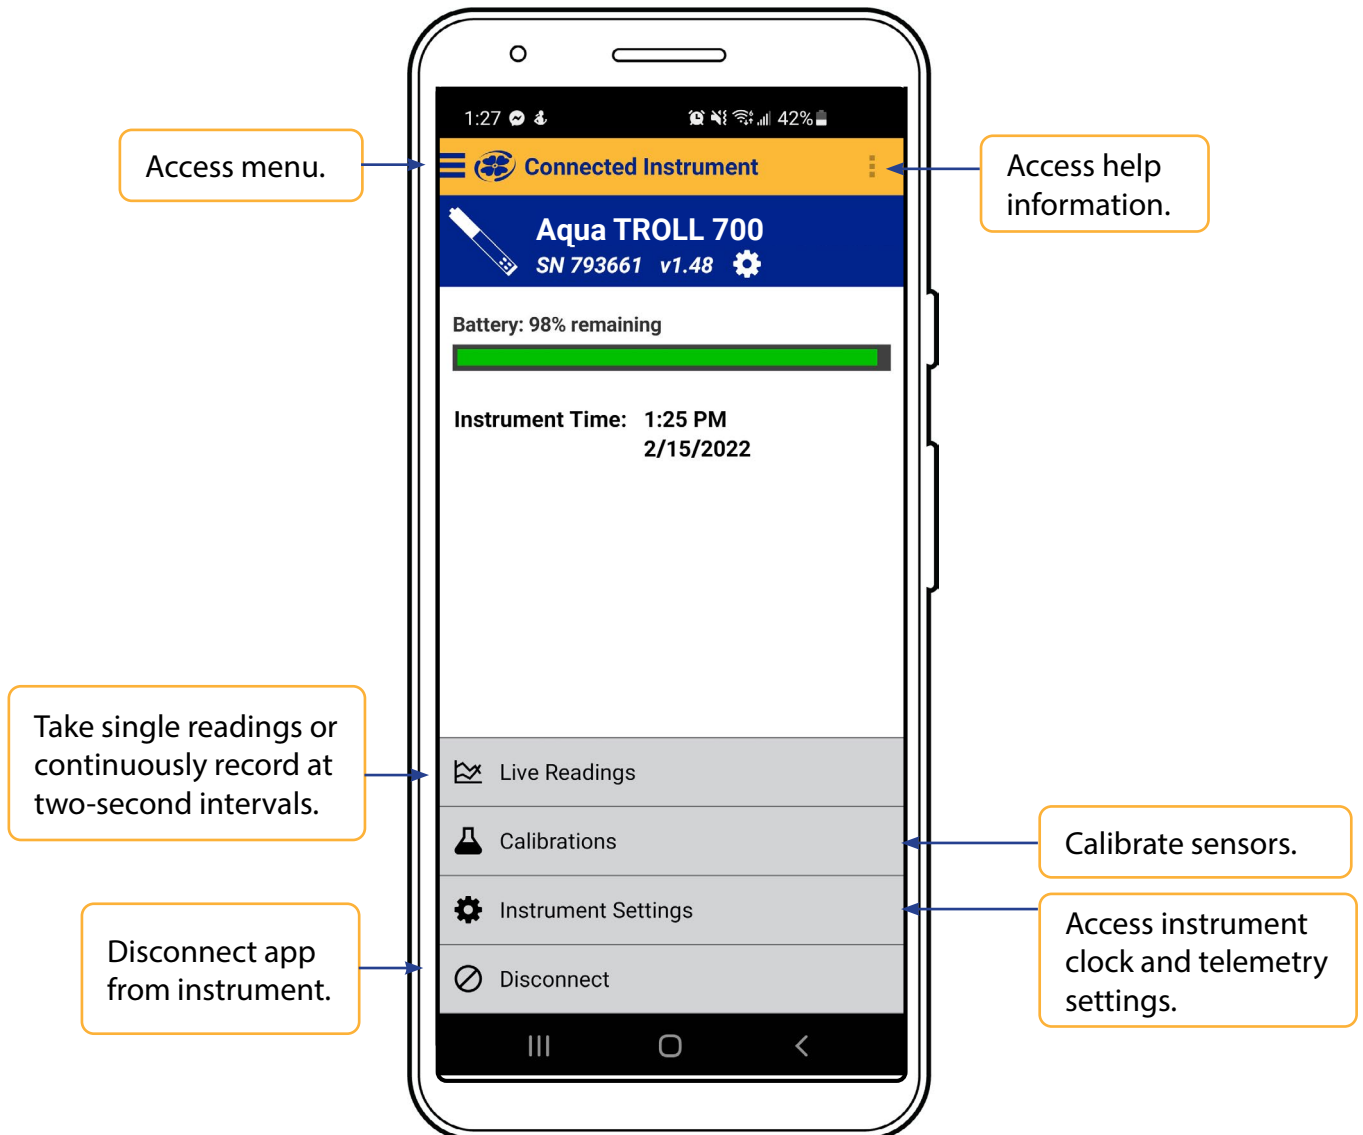 1:27
42%
Access menu.
Connected Instrument
Access help
information.
Aqua TROLL 700
SN 793661 v1.48
Battery: 98% remaining
Instrument Time: 1:25 PM
2/15/2022
Take single readings or
continuously record at
two-second intervals.
Live Readings
Calibrations
Calibrate sensors.
Instrument Settings
Access instrument
clock and telemetry
settings.
Disconnect app
from instrument.
Disconnect